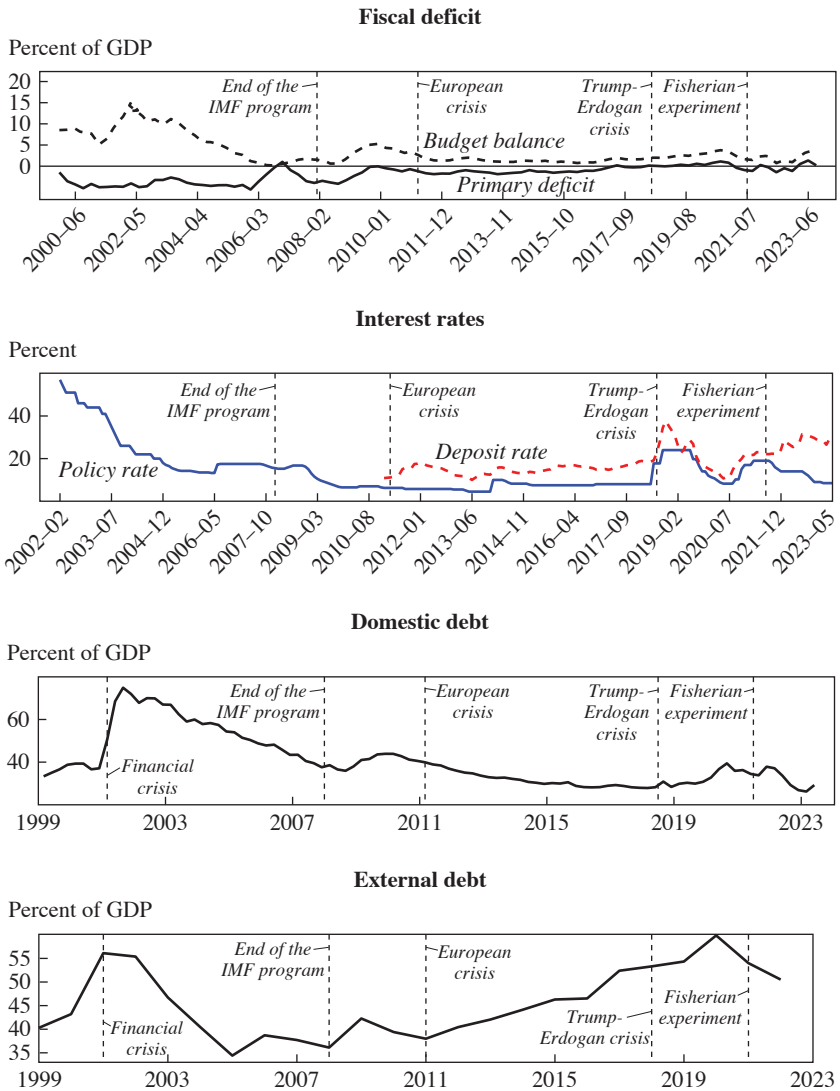 Fiscal deficit
Percent of GDP
20
15
10
5
0
End of the
IMF program
European
crisis
Trump-
Erdogan
crisis
Fisherian
experiment
Budget balance
Primary deficit
2000–06
2002–05
2004–04
2006–03
2008–02
2010–01
2011–12
2013–11
2015–10
2017–09
2019–08
2021–07
2023–06
Interest rates
Percent
40
20
End of the
IMF program
European
crisis
Trump-
Erdogan
crisis
Fisherian
experiment
Policy rate
Deposit rate
2002–02
2003–07
2004–12
2006–05
2007–10
2009–03
2010–08
2012–01
2013–06
2014–11
2016–04
2017–09
2019–02
2020–07
2021–12
2023–05
Domestic debt
Percent of GDP
60
40
Financial
crisis
End of the
IMF program
European
crisis
Trump-
Erdogan
crisis
Fisherian
experiment
1999
2003
2007
2011
2015
2019
2023
External debt
Percent of GDP
55
50
45
40
35
Financial
crisis
End of the
IMF program
European
crisis
Trump-
Erdogan crisis
Fisherian
experiment
1999
2003
2007
2011
2015
2019
2023